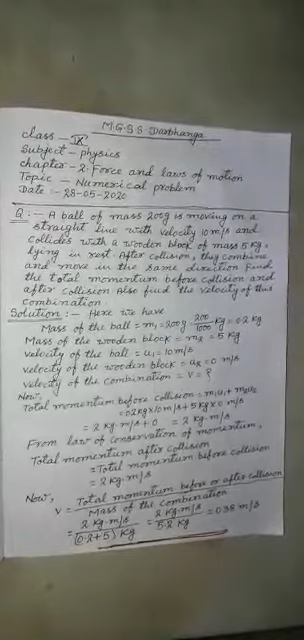 M.G.S.S Darbhanga
class - IX
Subject - physics
chapter - 2. Force and laws of motion
Topic - Numerical problem
Date :- 28-05-2020
Q:- A ball of mass 200g is moving on a
straight line with velocity 10 m/s and
collides with a wooden block of mass 5 kg,
lying in rest. After collision, they combine
and move in the same direction. Find
the total momentum before collision and
after collision Also find the velocity of this
combination.
Solution :- Here we have
Mass of the ball = m₁ = 200g = 200/1000 kg = 0.2 kg
Mass of the wooden block = m₂ = 5 kg
velocity of the ball = u₁ = 10 m/s
velocity of the wooden block = u₂ = 0 m/s
velocity of the combination = v = ?
Now,
Total momentum before collision = m₁u₁ + m₂u₂
= 0.2 kg x 10 m/s + 5 kg x 0 m/s
= 2 kg.m/s + 0 = 2 kg.m/s
From law of conservation of momentum,
Total momentum after collision
= Total momentum before collision
= 2 kg.m/s
Now, v = Total momentum before or after collision
Mass of the combination
= 2 kg.m/s / (0.2+5) kg = 2 kg.m/s / 5.2 kg = 0.38 m/s